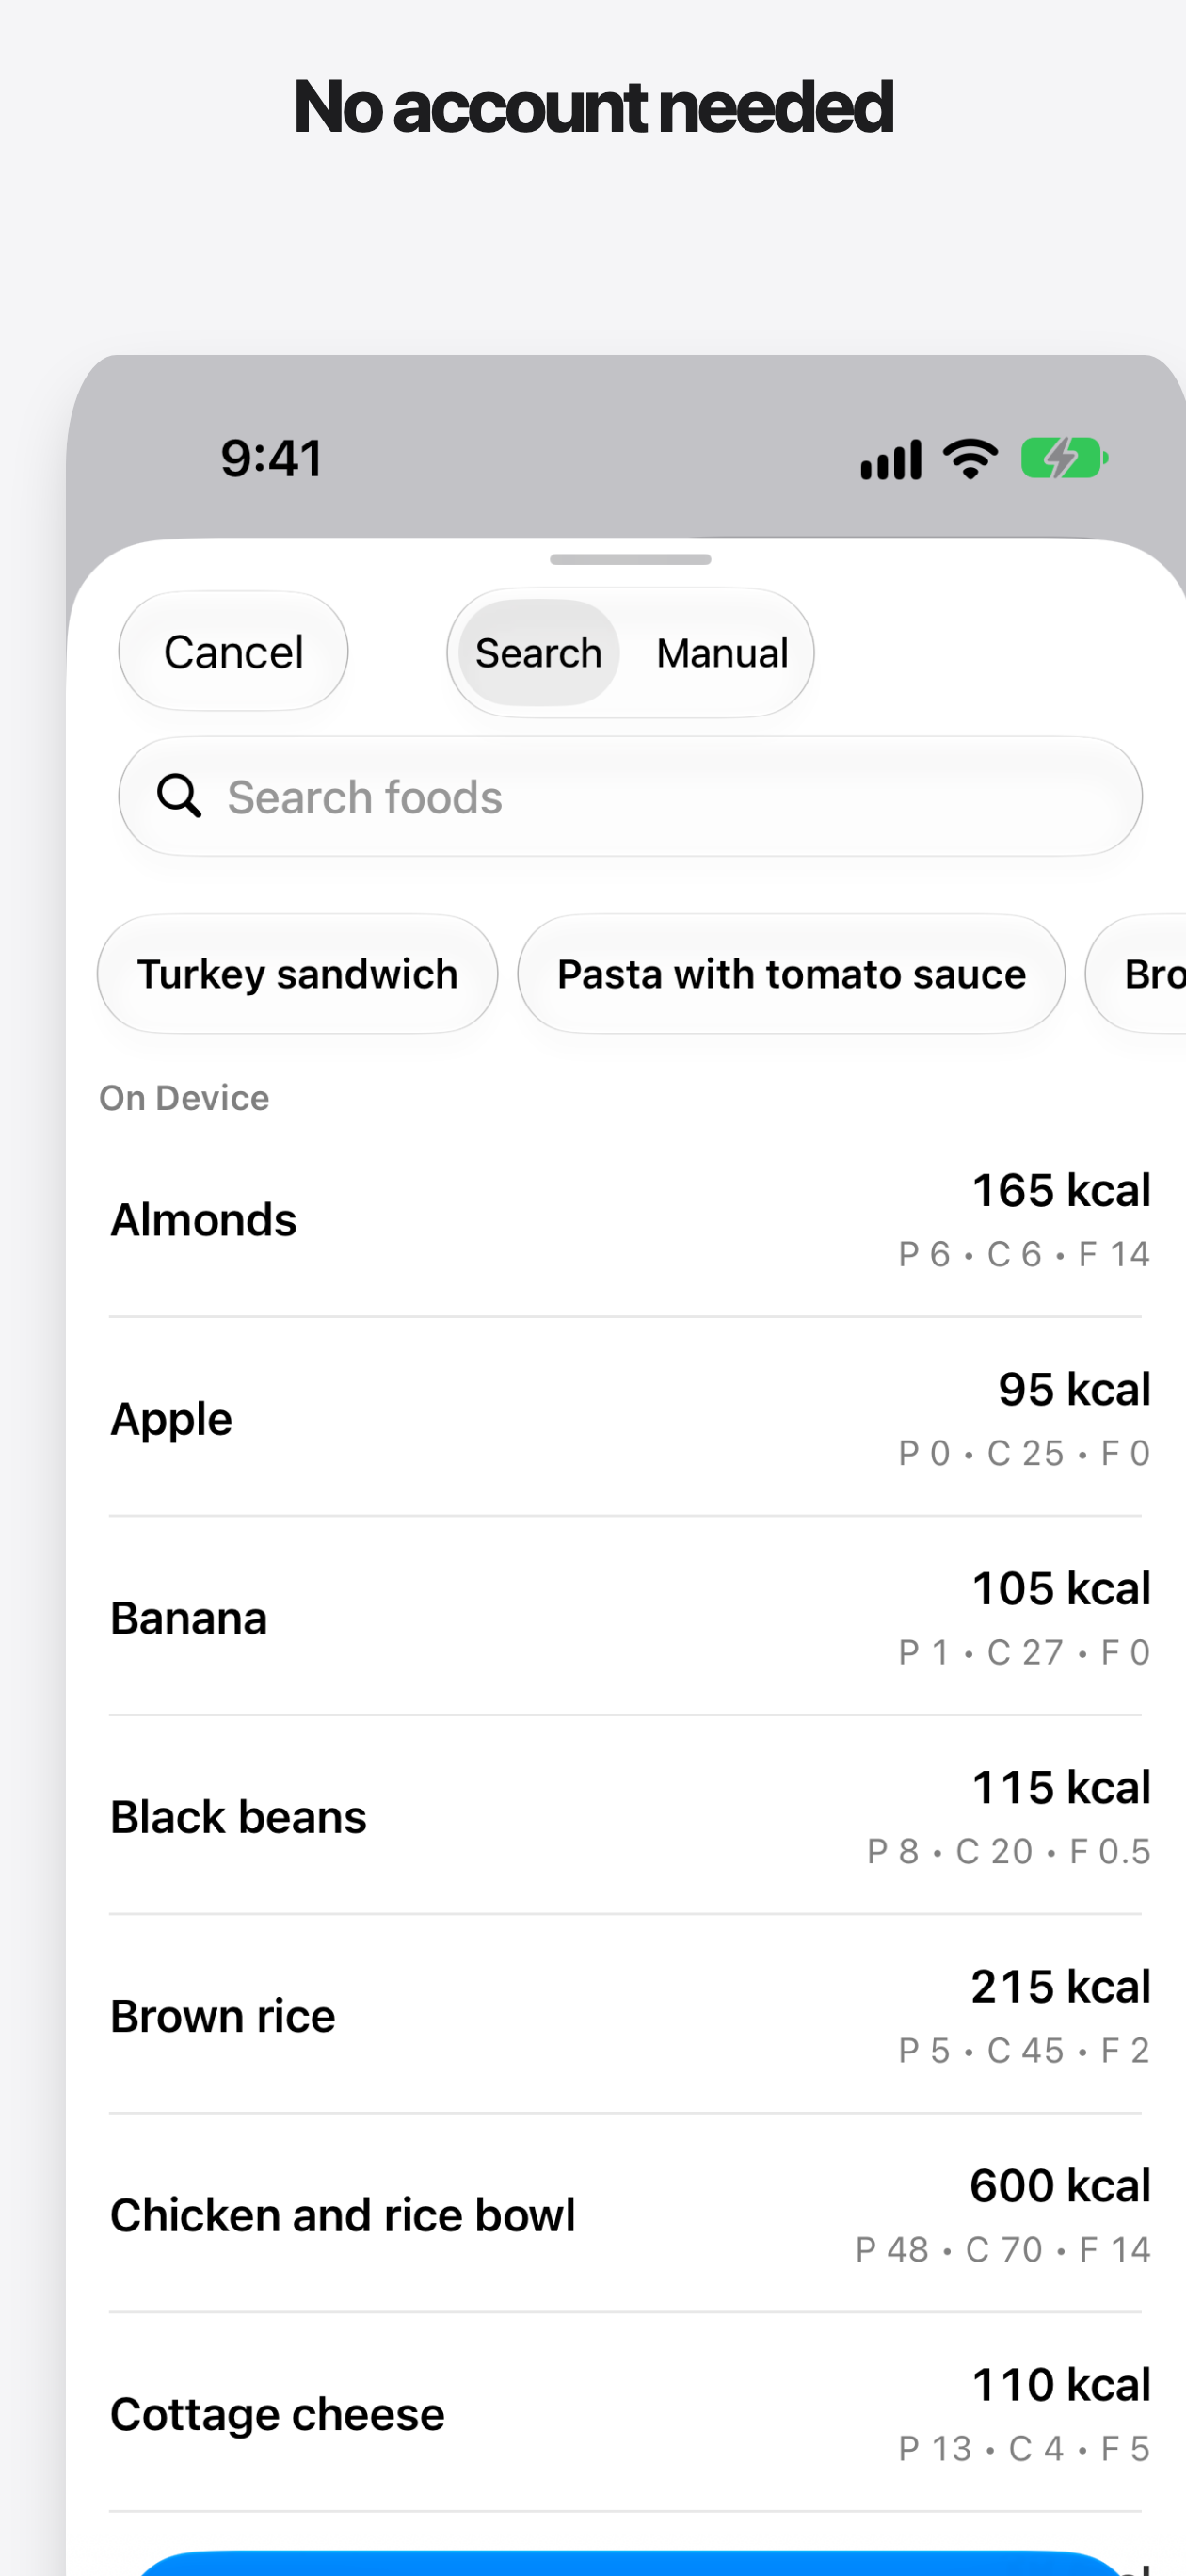 No account needed
9:41
Cancel
Search
Manual
Search foods
Turkey sandwich
Pasta with tomato sauce
Bro
On Device
Almonds
165 kcal
P 6 • C 6 • F 14
Apple
95 kcal
P 0 • C 25 • F 0
Banana
105 kcal
P 1 • C 27 • F 0
Black beans
115 kcal
P 8 • C 20 • F 0.5
Brown rice
215 kcal
P 5 • C 45 • F 2
Chicken and rice bowl
600 kcal
P 48 • C 70 • F 14
Cottage cheese
110 kcal
P 13 • C 4 • F 5